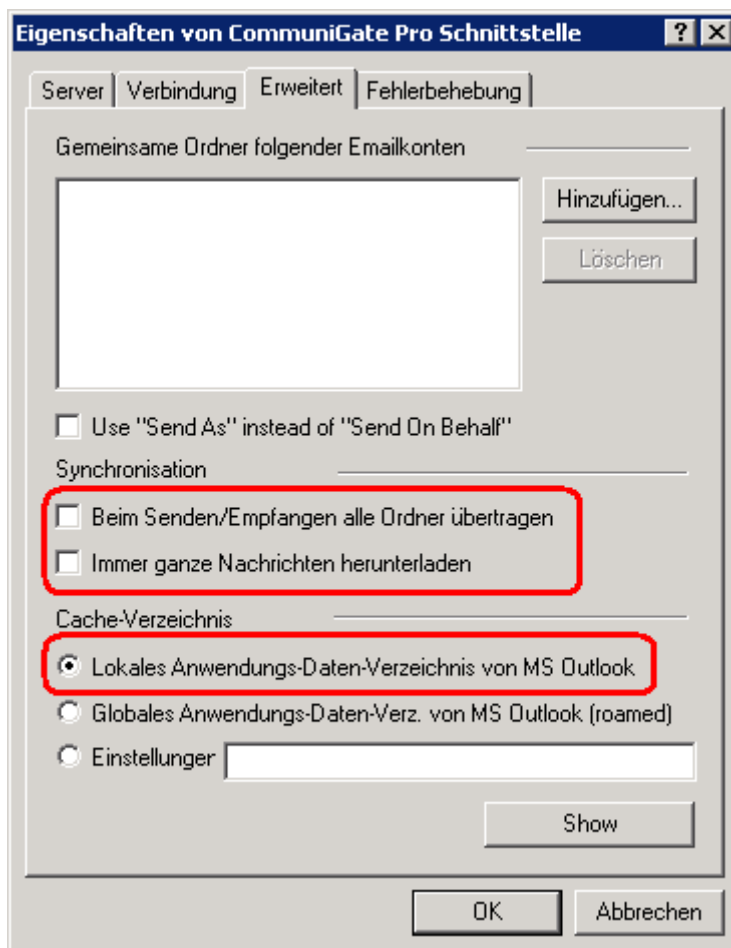 Eigenschaften von CommuniGate Pro Schnittstelle
Server Verbindung Erweitert Fehlerbehebung
Gemeinsame Ordner folgender Emailkonten
Hinzufügen...
Löschen
Use "Send As" instead of "Send On Behalf"
Synchronisation
Beim Senden/Empfangen alle Ordner übertragen
Immer ganze Nachrichten herunterladen
Cache-Verzeichnis
Lokales Anwendungs-Daten-Verzeichnis von MS Outlook
Globales Anwendungs-Daten-Verz. von MS Outlook (roamed)
Einstellunger
Show
OK Abbrechen